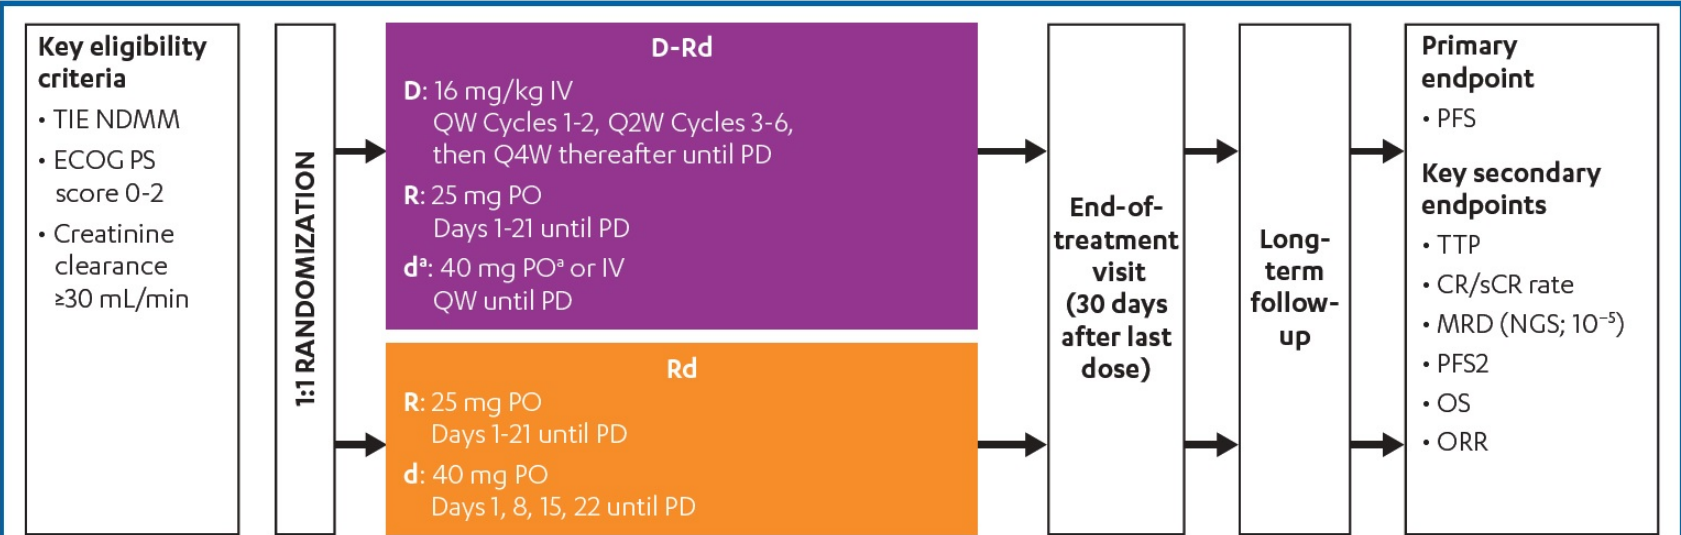 Key eligibility
criteria
• TIE NDMM
• ECOG PS
score 0-2
• Creatinine
clearance
≥30 mL/min
1:1 RANDOMIZATION
D-Rd
D: 16 mg/kg IV
QW Cycles 1-2, Q2W Cycles 3-6,
then Q4W thereafter until PD
R: 25 mg PO
Days 1-21 until PD
dᵃ: 40 mg POᵃ or IV
QW until PD
Rd
R: 25 mg PO
Days 1-21 until PD
d: 40 mg PO
Days 1, 8, 15, 22 until PD
End-of-
treatment
visit
(30 days
after last
dose)
Long-
term
follow-
up
Primary
endpoint
• PFS
Key secondary
endpoints
• TTP
• CR/sCR rate
• MRD (NGS; 10⁻⁵)
• PFS2
• OS
• ORR